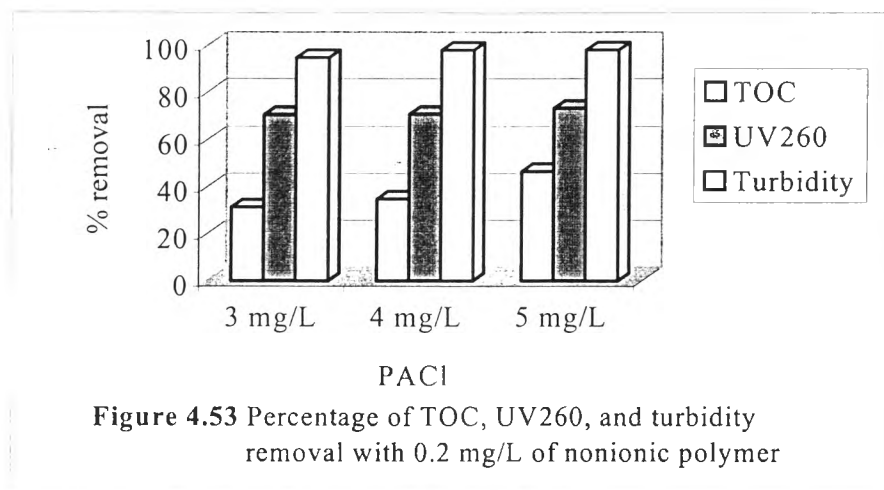 100
80
60
40
20
0
% removal
3 mg/L 4 mg/L 5 mg/L
PACl
TOC
UV260
Turbidity
Figure 4.53 Percentage of TOC, UV260, and turbidity
removal with 0.2 mg/L of nonionic polymer